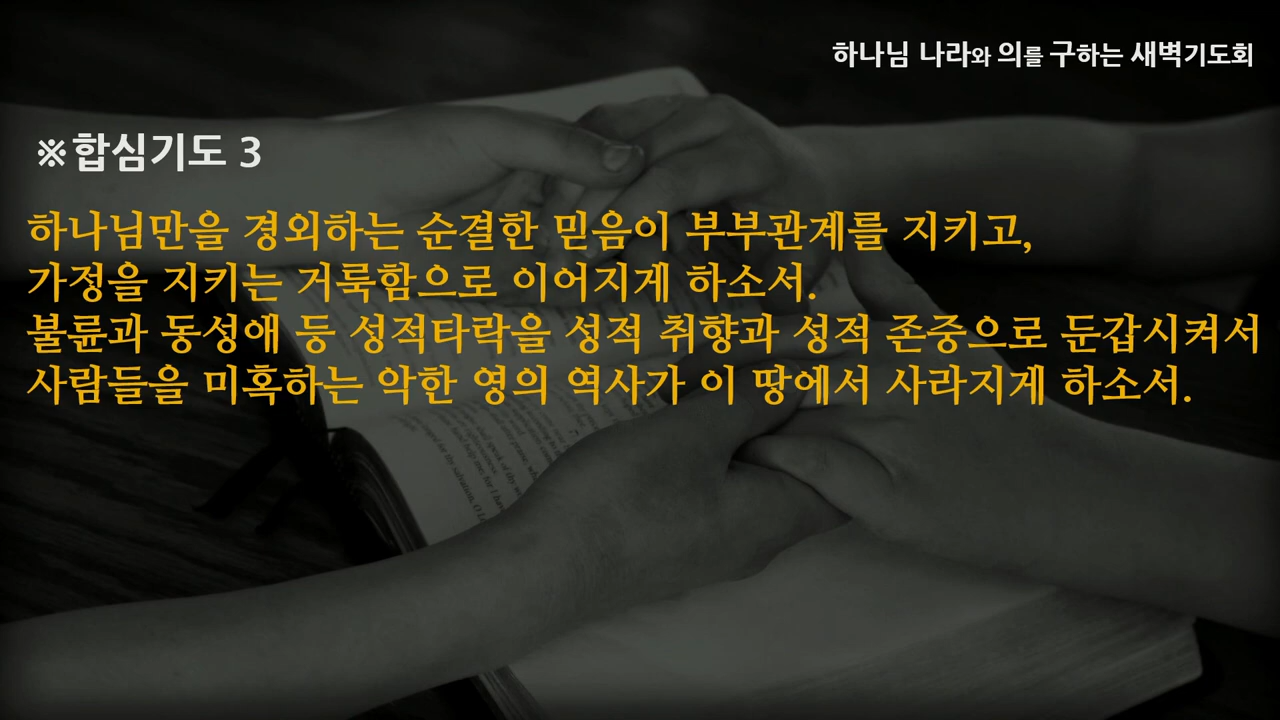 하나님 나라와 의를 구하는 새벽기도회
※합심기도 3
하나님만을 경외하는 순결한 믿음이 부부관계를 지키고,
가정을 지키는 거룩함으로 이어지게 하소서.
불륜과 동성애 등 성적타락을 성적 취향과 성적 존중으로 둔갑시켜서
사람들을 미혹하는 악한 영의 역사가 이 땅에서 사라지게 하소서.